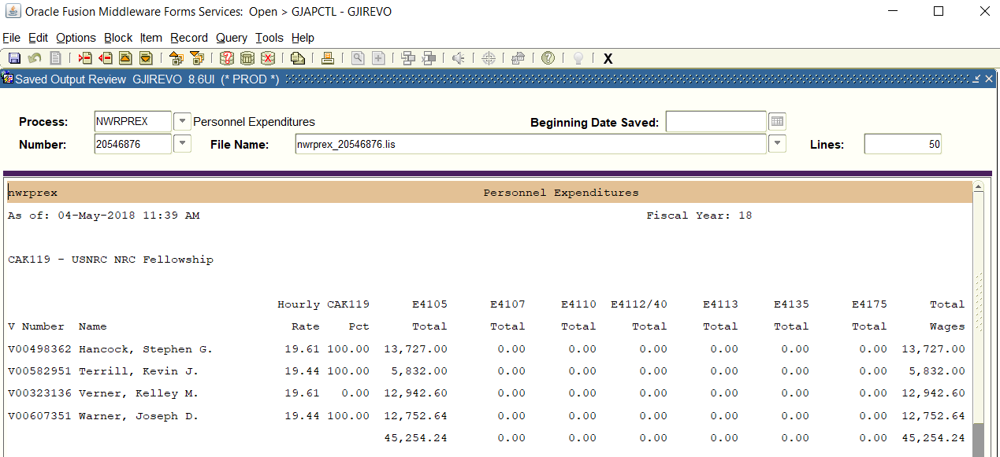 Oracle Fusion Middleware Forms Services: Open > GJAPCTL - GJIREVO
File Edit Options Block Item Record Query Tools Help
X
Saved Output Review GJIREVO 8.6UI (* PROD *)
Process: NWRPREX Personnel Expenditures Beginning Date Saved:
Number: 20546876 File Name: nwrprex_20546876.lis Lines: 50
nwrprex Personnel Expenditures
As of: 04-May-2018 11:39 AM Fiscal Year: 18
CAK119 - USNRC NRC Fellowship
Hourly CAK119 E4105 E4107 E4110 E4112/40 E4113 E4135 E4175 Total
V Number Name Rate Pct Total Total Total Total Total Total Total Wages
V00498362 Hancock, Stephen G. 19.61 100.00 13,727.00 0.00 0.00 0.00 0.00 0.00 0.00 13,727.00
V00582951 Terrill, Kevin J. 19.44 100.00 5,832.00 0.00 0.00 0.00 0.00 0.00 0.00 5,832.00
V00323136 Verner, Kelley M. 19.61 0.00 12,942.60 0.00 0.00 0.00 0.00 0.00 0.00 12,942.60
V00607351 Warner, Joseph D. 19.44 100.00 12,752.64 0.00 0.00 0.00 0.00 0.00 0.00 12,752.64
45,254.24 0.00 0.00 0.00 0.00 0.00 0.00 45,254.24